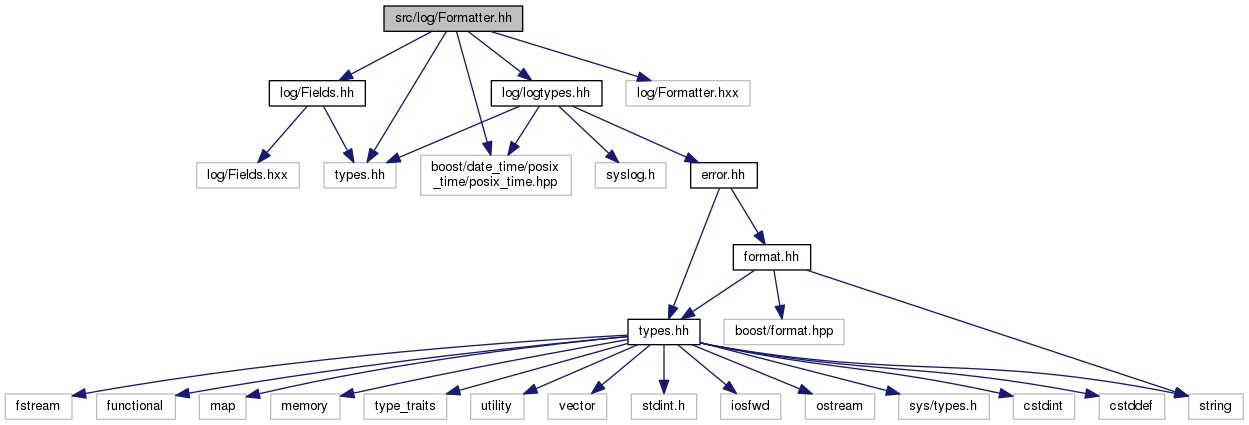 src/log/Formatter.hh
log/Fields.hh
log/logtypes.hh
log/Formatter.hxx
log/Fields.hxx
types.hh
boost/date_time/posix
_time/posix_time.hpp
syslog.h
error.hh
format.hh
types.hh
boost/format.hpp
fstream
functional
map
memory
type_traits
utility
vector
stdint.h
iosfwd
ostream
sys/types.h
cstdint
cstddef
string